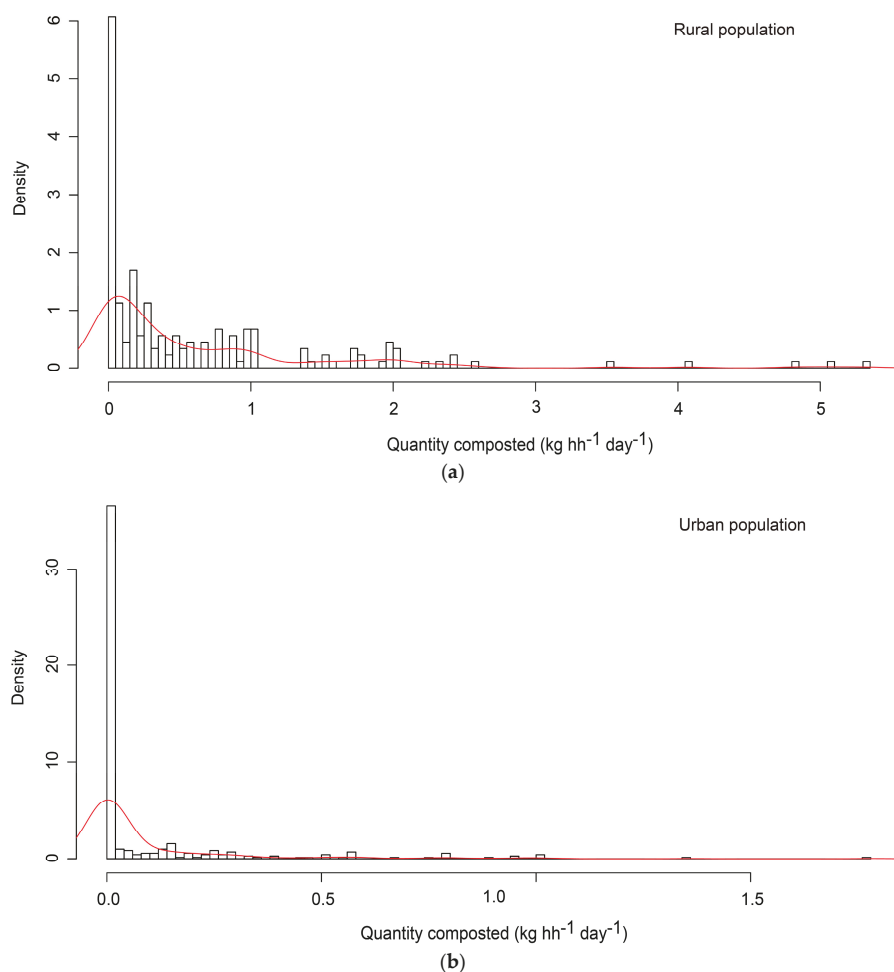 Rural population
6
5
4
3
2
1
0
Density
0 1 2 3 4 5
Quantity composted (kg hh⁻¹ day⁻¹)
(a)
Urban population
30
20
10
0
Density
0.0 0.5 1.0 1.5
Quantity composted (kg hh⁻¹ day⁻¹)
(b)